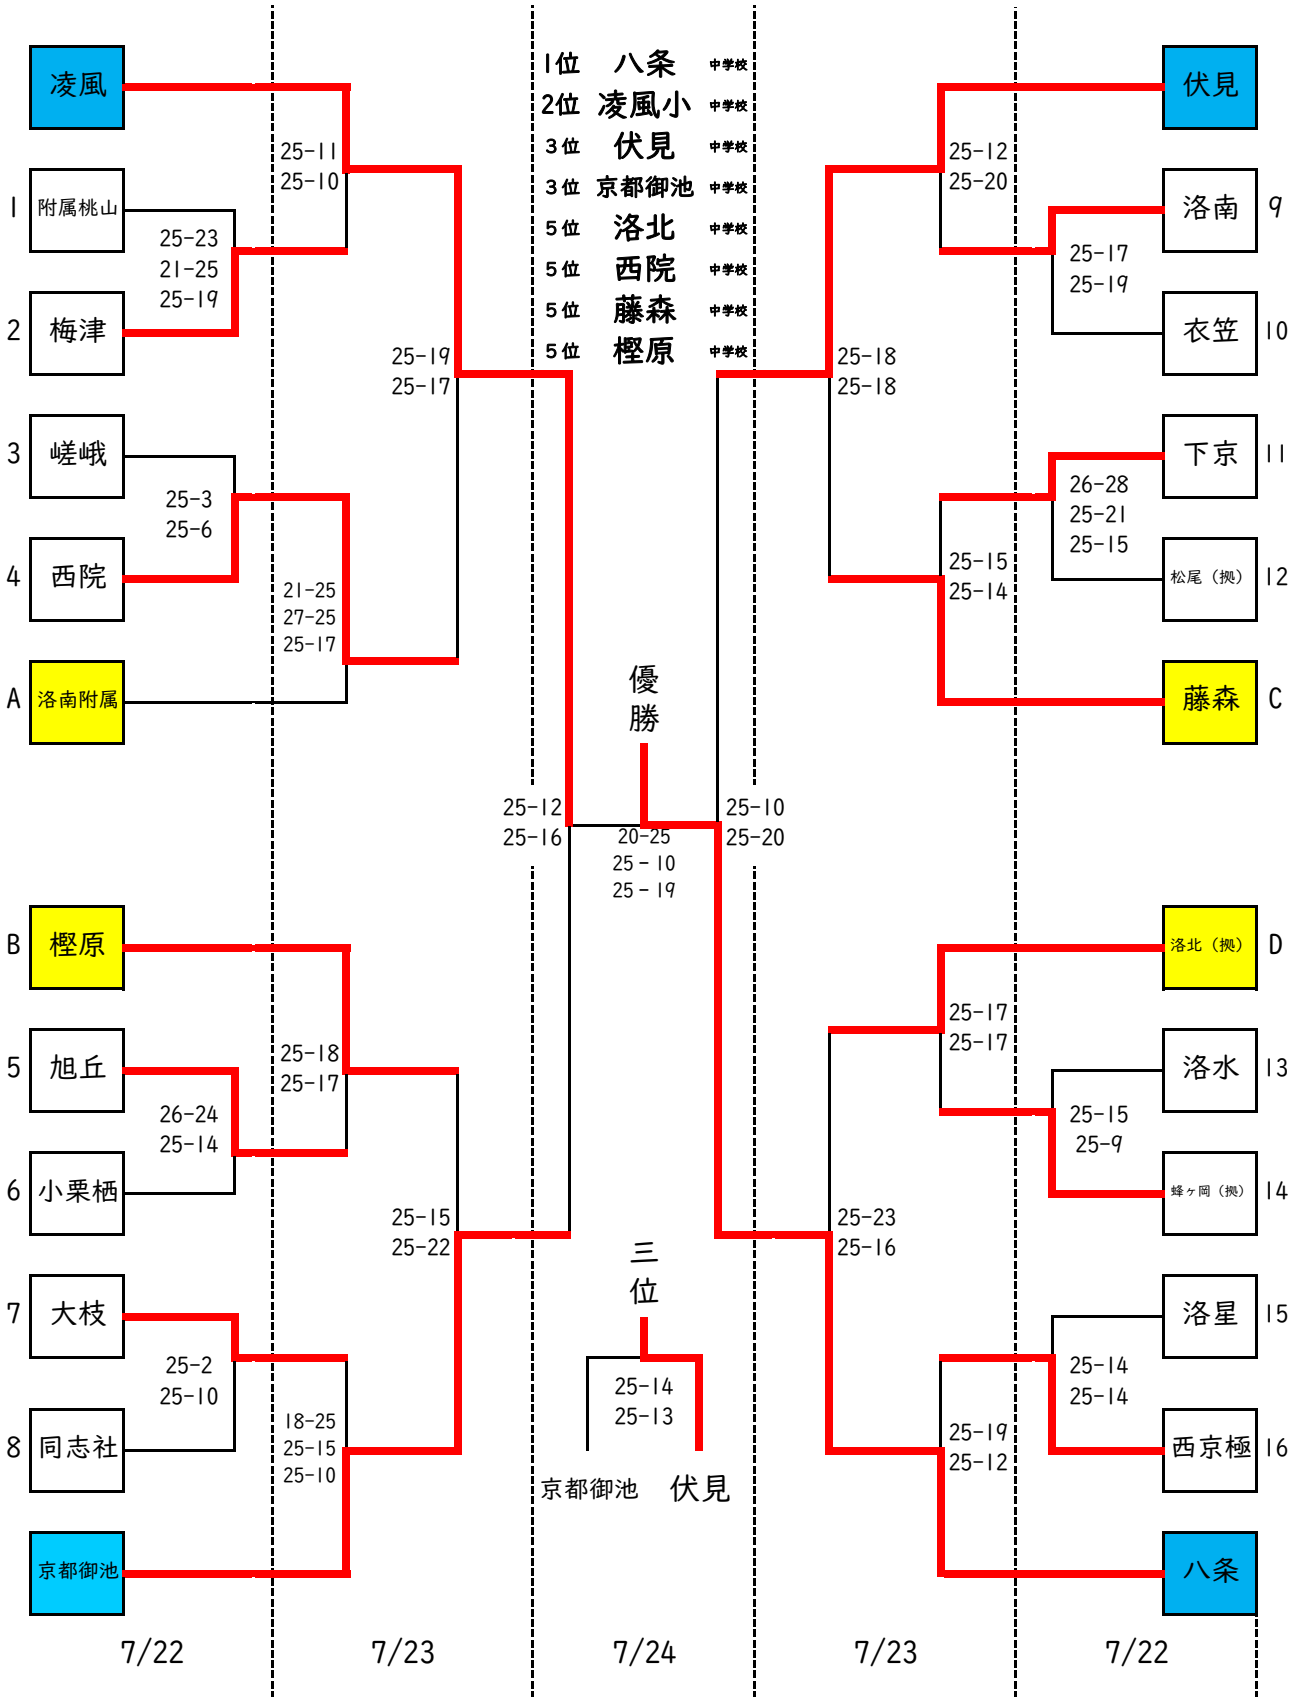 1位 八条 中学校
2位 凌風小 中学校
3位 伏見 中学校
3位 京都御池 中学校
5位 洛北 中学校
5位 西院 中学校
5位 藤森 中学校
5位 樫原 中学校
凌風
1 附属桃山
2 梅津
3 嵯峨
4 西院
A 洛南附属
B 樫原
5 旭丘
6 小栗栖
7 大枝
8 同志社
京都御池
25-23
21-25
25-19
25-3
25-6
26-24
25-14
25-2
25-10
25-11
25-10
21-25
27-25
25-17
25-18
25-17
18-25
25-15
25-10
25-19
25-17
25-15
25-22
25-12
25-16
優
勝
20-25
25-10
25-19
三
位
25-14
25-13
京都御池 伏見
25-10
25-20
25-18
25-18
25-23
25-16
25-12
25-20
25-15
25-14
25-17
25-17
25-19
25-12
25-17
25-19
26-28
25-21
25-15
25-15
25-9
25-14
25-14
伏見
洛南 9
衣笠 10
下京 11
松尾（拠） 12
藤森 C
洛北（拠） D
洛水 13
蜂ヶ岡（拠） 14
洛星 15
西京極 16
八条
7/22 7/23 7/24 7/23 7/22